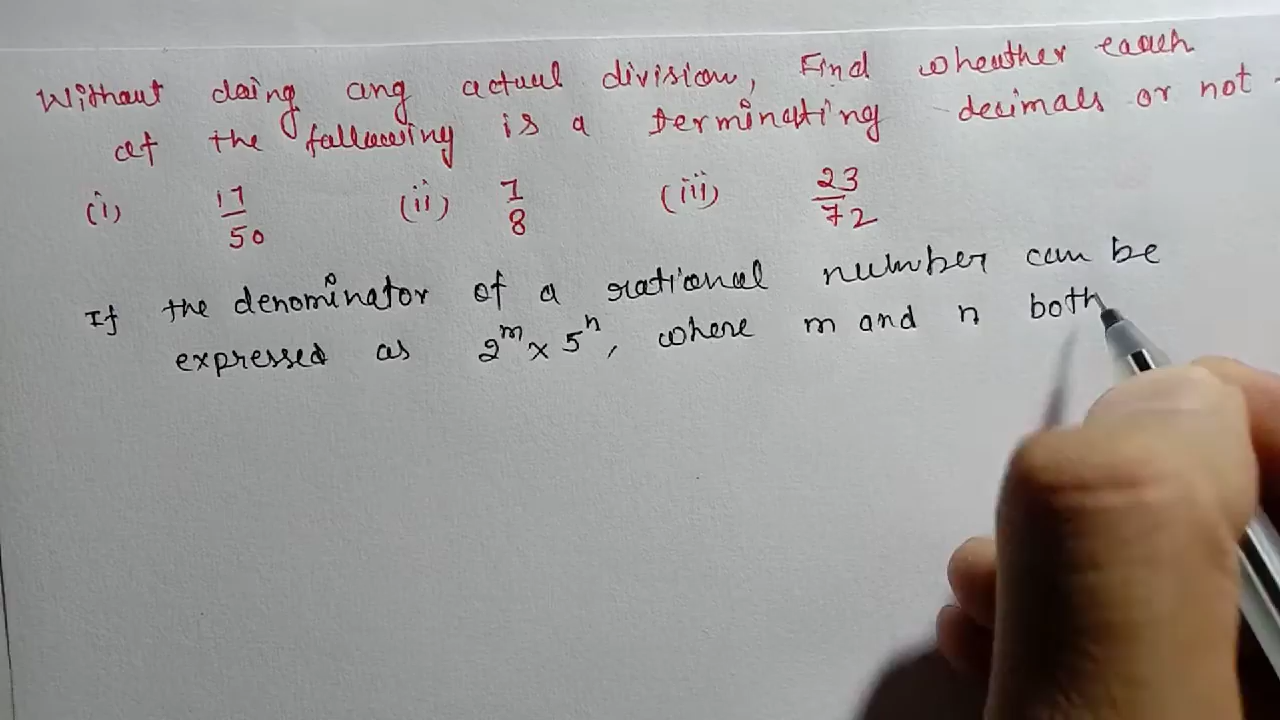 Without doing any actual division, Find wheather each
of the following is a terminating decimals or not -
(i) 17/50 (ii) 7/8 (iii) 23/72
If the denominator of a rational number can be
expressed as 2^m × 5^n, where m and n both